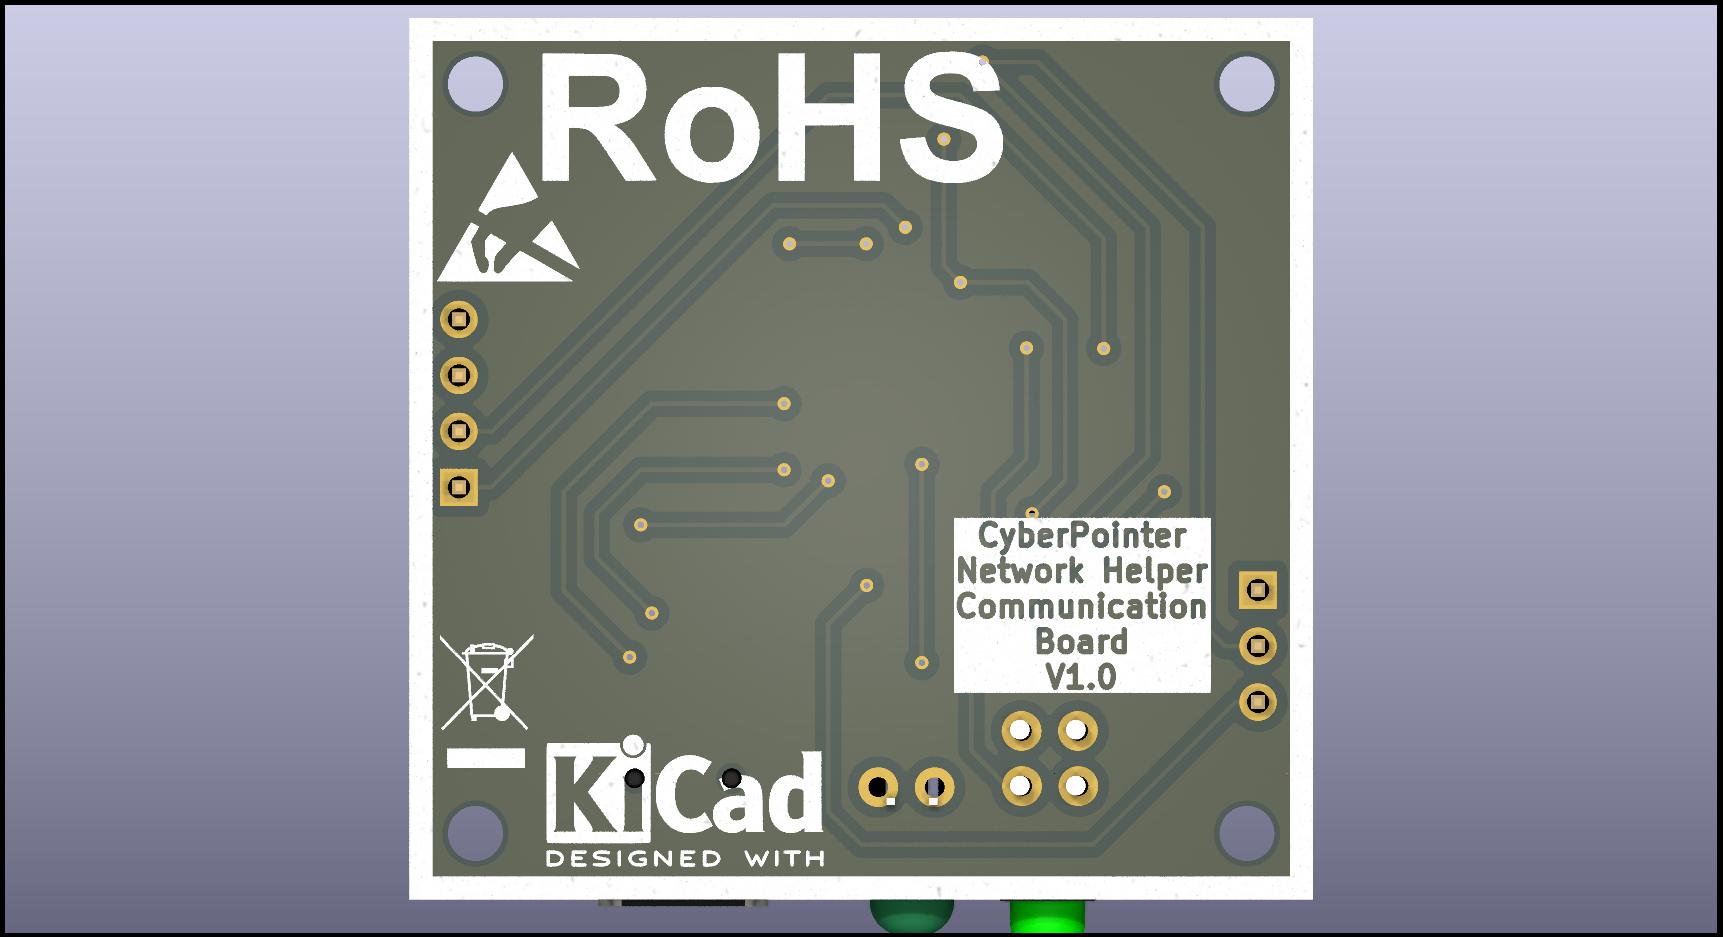 RoHS
CyberPointer
Network Helper
Communication
Board
V1.0
KiCad
DESIGNED WITH